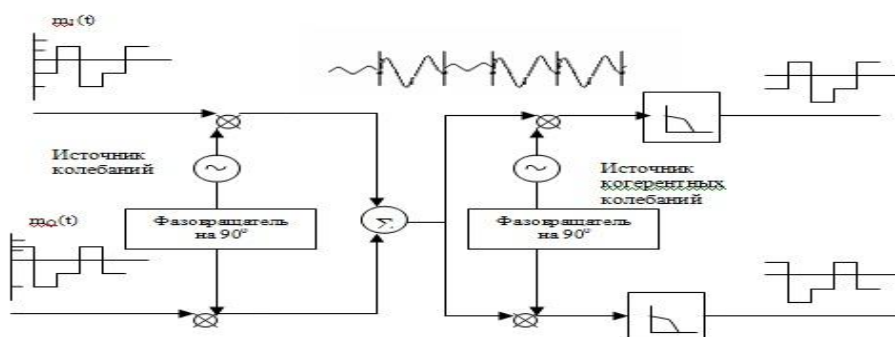 m_I(t)
Источник
колебаний
Фазовращатель
на 90°
m_Q(t)
Σ
Источник
когерентных
колебаний
Фазовращатель
на 90°